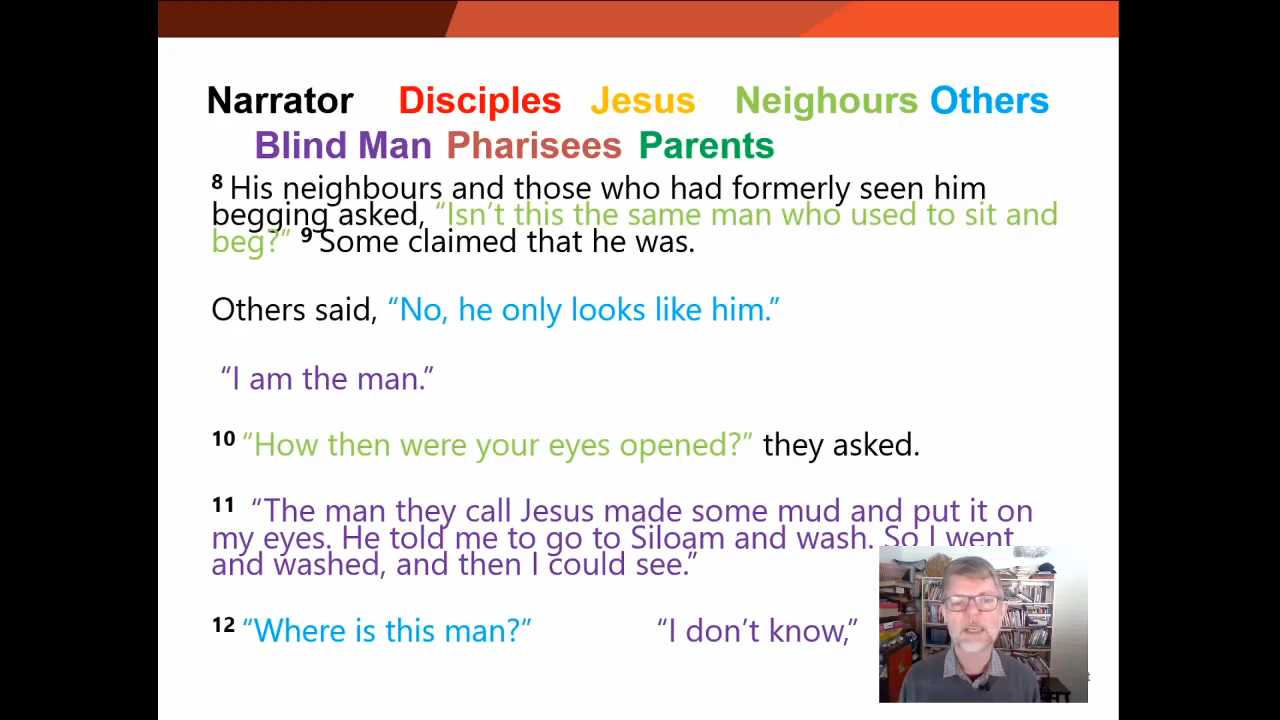 Narrator Disciples Jesus Neighours Others
Blind Man Pharisees Parents
8 His neighbours and those who had formerly seen him
begging asked, “Isn’t this the same man who used to sit and
beg?” 9 Some claimed that he was.
Others said, “No, he only looks like him.”
“I am the man.”
10 “How then were your eyes opened?” they asked.
11 “The man they call Jesus made some mud and put it on
my eyes. He told me to go to Siloam and wash. So I went
and washed, and then I could see.”
12 “Where is this man?” “I don’t know,”